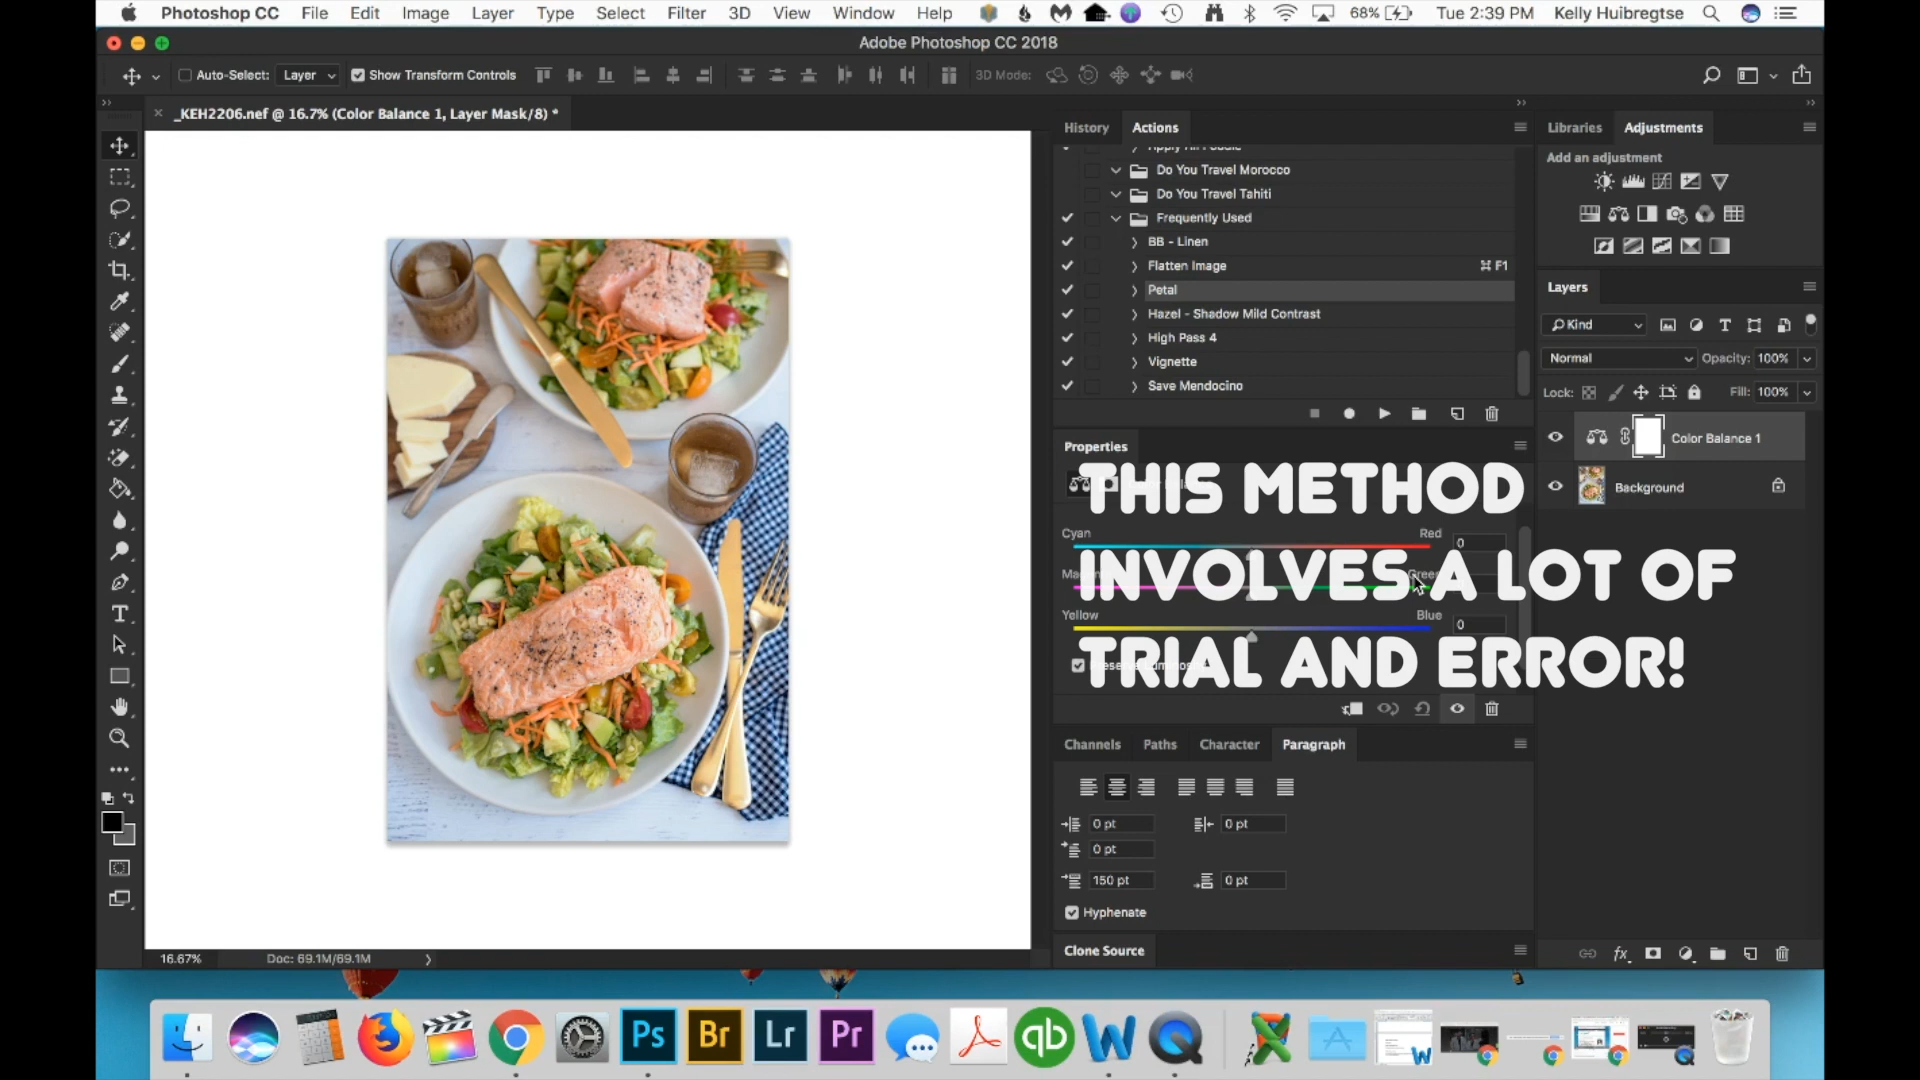 Photoshop CC File Edit Image Layer Type Select Filter 3D View Window Help 68% Tue 2:39 PM Kelly Huibregtse
Adobe Photoshop CC 2018
Auto-Select: Layer Show Transform Controls 3D Mode:
_KEH2206.nef @ 16.7% (Color Balance 1, Layer Mask/8) *
History Actions
Do You Travel Morocco
Do You Travel Tahiti
Frequently Used
BB - Linen
Flatten Image ⌘ F1
Petal
Hazel - Shadow Mild Contrast
High Pass 4
Vignette
Save Mendocino
Properties
THIS METHOD
INVOLVES A LOT OF
TRIAL AND ERROR!
Cyan Red 0
Yellow Blue 0
Channels Paths Character Paragraph
0 pt 0 pt
0 pt
150 pt 0 pt
Hyphenate
Clone Source
Libraries Adjustments
Add an adjustment
Layers
Kind
Normal Opacity: 100%
Lock: Fill: 100%
Color Balance 1
Background
fx
16.67% Doc: 69.1M/69.1M
Ps Br Lr Pr qb W